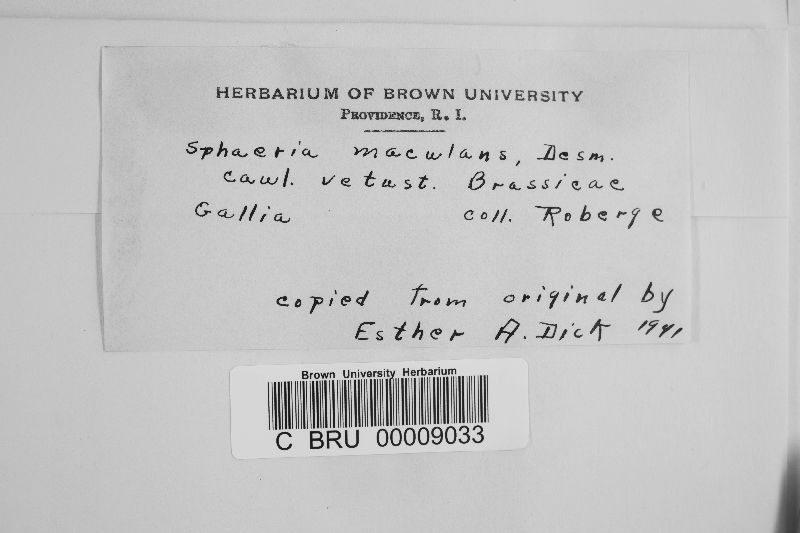 HERBARIUM OF BROWN UNIVERSITY
PROVIDENCE, R. I.
Sphaeria maculans, Desm.
cawl. vetust. Brassicae
Gallia coll. Roberge
copied from original by
Esther A. Dick 1941
Brown University Herbarium
C BRU 00009033